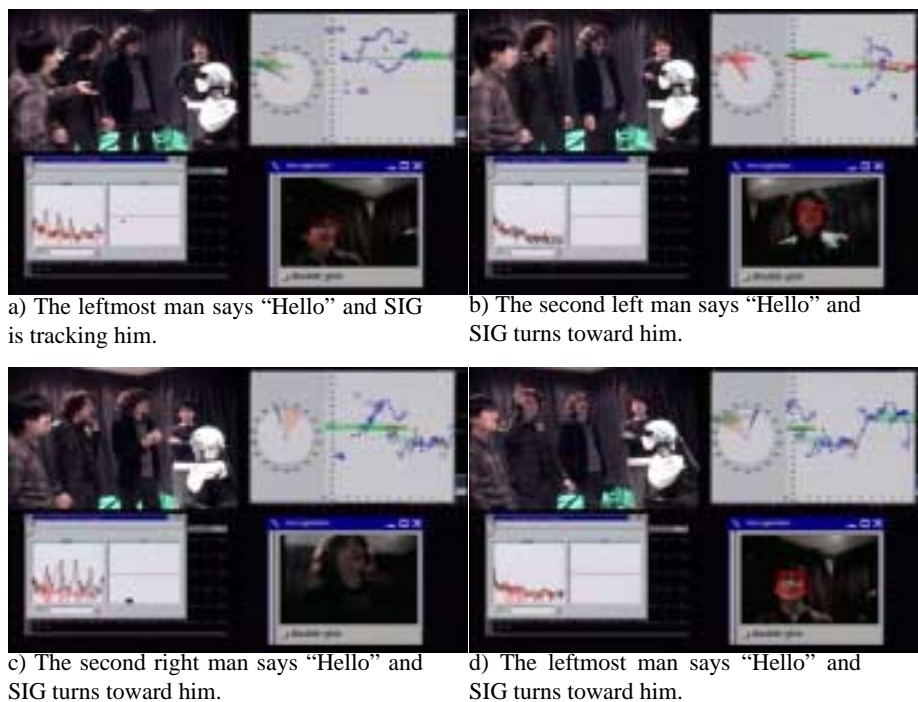 a) The leftmost man says “Hello” and SIG
is tracking him.
b) The second left man says “Hello” and
SIG turns toward him.
c) The second right man says “Hello” and
SIG turns toward him.
d) The leftmost man says “Hello” and
SIG turns toward him.